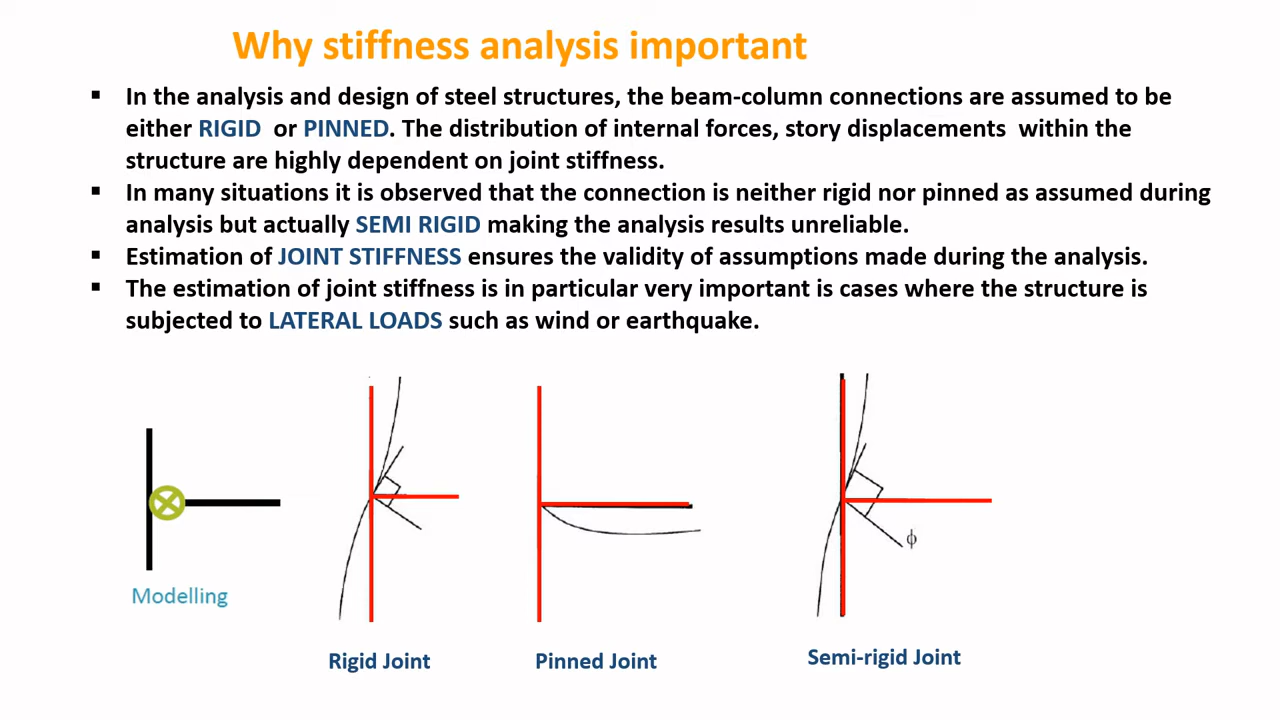 Why stiffness analysis important
▪ In the analysis and design of steel structures, the beam-column connections are assumed to be
either RIGID or PINNED. The distribution of internal forces, story displacements within the
structure are highly dependent on joint stiffness.
▪ In many situations it is observed that the connection is neither rigid nor pinned as assumed during
analysis but actually SEMI RIGID making the analysis results unreliable.
▪ Estimation of JOINT STIFFNESS ensures the validity of assumptions made during the analysis.
▪ The estimation of joint stiffness is in particular very important is cases where the structure is
subjected to LATERAL LOADS such as wind or earthquake.
ϕ
Modelling
Rigid Joint
Pinned Joint
Semi-rigid Joint